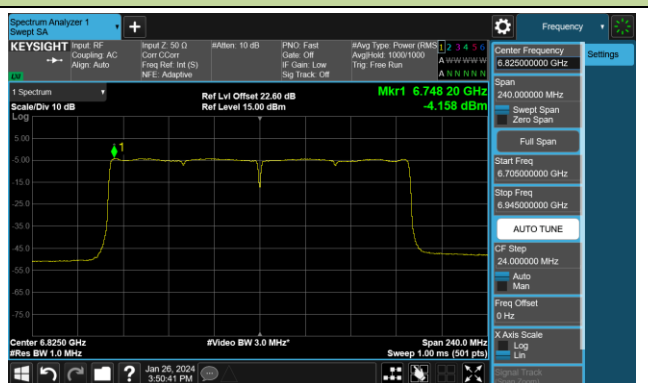 Spectrum Analyzer 1
Swept SA
+
Frequency
KEYSIGHT
Input: RF
Coupling: AC
Align: Auto
Input Z: 50 Ω
Corr CCorr
Freq Ref: Int (S)
NFE: Adaptive
#Atten: 10 dB
PNO: Fast
Gate: Off
IF Gain: Low
Sig Track: Off
#Avg Type: Power (RMS
Avg|Hold: 1000/1000
Trig: Free Run
1 2 3 4 5 6
A W W W W W
A N N N N N
1 Spectrum
Scale/Div 10 dB
Log
Ref Lvl Offset 22.60 dB
Ref Level 15.00 dBm
Mkr1 6.748 20 GHz
-4.158 dBm
1
5.00
-5.00
-15.0
-25.0
-35.0
-45.0
-55.0
-65.0
-75.0
Center 6.8250 GHz
#Res BW 1.0 MHz
#Video BW 3.0 MHz*
Span 240.0 MHz
Sweep 1.00 ms (501 pts)
Center Frequency
6.825000000 GHz
Settings
Span
240.000000 MHz
Swept Span
Zero Span
Full Span
Start Freq
6.705000000 GHz
Stop Freq
6.945000000 GHz
AUTO TUNE
CF Step
24.000000 MHz
Auto
Man
Freq Offset
0 Hz
X Axis Scale
Log
Lin
Signal Track
(Span Zoom)
?
Jan 26, 2024
3:50:41 PM